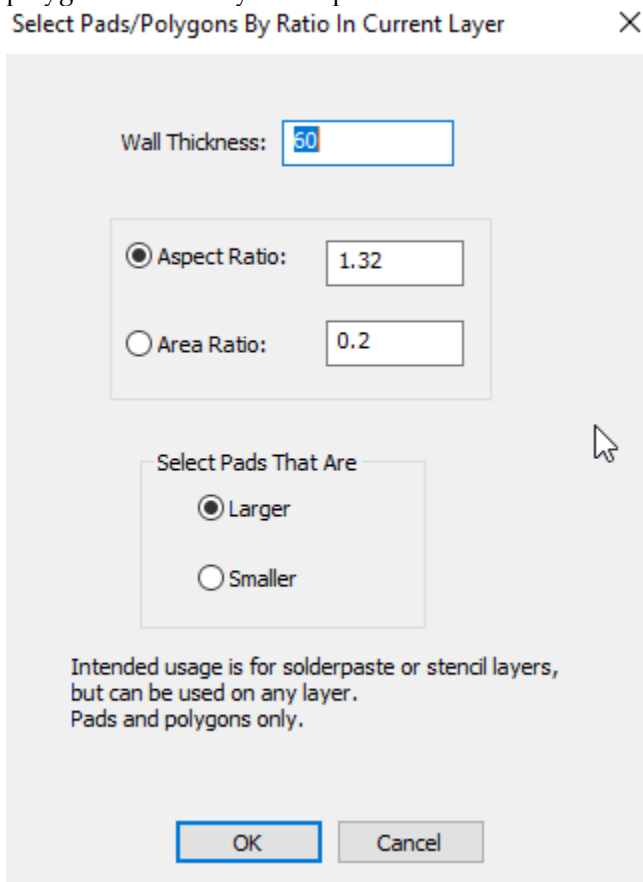 Select Pads/Polygons By Ratio In Current Layer
Wall Thickness: 60
Aspect Ratio: 1.32
Area Ratio: 0.2
Select Pads That Are
Larger
Smaller
Intended usage is for solderpaste or stencil layers,
but can be used on any layer.
Pads and polygons only.
OK Cancel